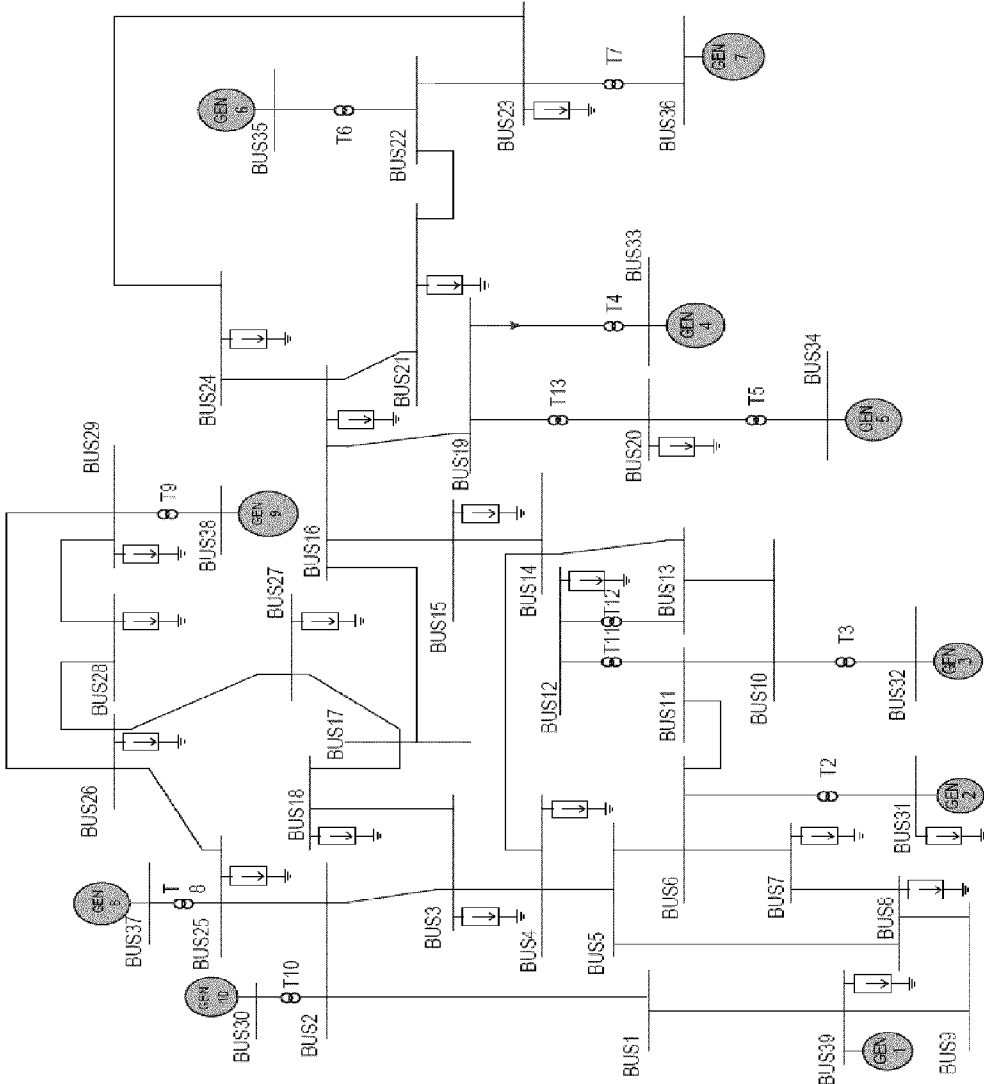 GEN
7
T7
BUS23
BUS36
GEN
6
BUS35
T6
BUS22
BUS33
T4
GEN
4
BUS24
BUS21
T13
BUS34
T5
GEN
5
BUS20
BUS19
BUS29
T9
BUS38
GEN
9
BUS27
BUS16
BUS15
BUS14
BUS13
T12
T11
BUS28
BUS12
BUS11
BUS10
T3
BUS32
GEN
3
BUS17
BUS26
BUS18
T2
BUS31
GEN
2
GEN
8
T
8
BUS37
BUS25
BUS3
BUS4
BUS5
BUS6
BUS7
BUS8
GEN
10
T10
BUS30
BUS2
BUS1
BUS39
GEN
1
BUS9